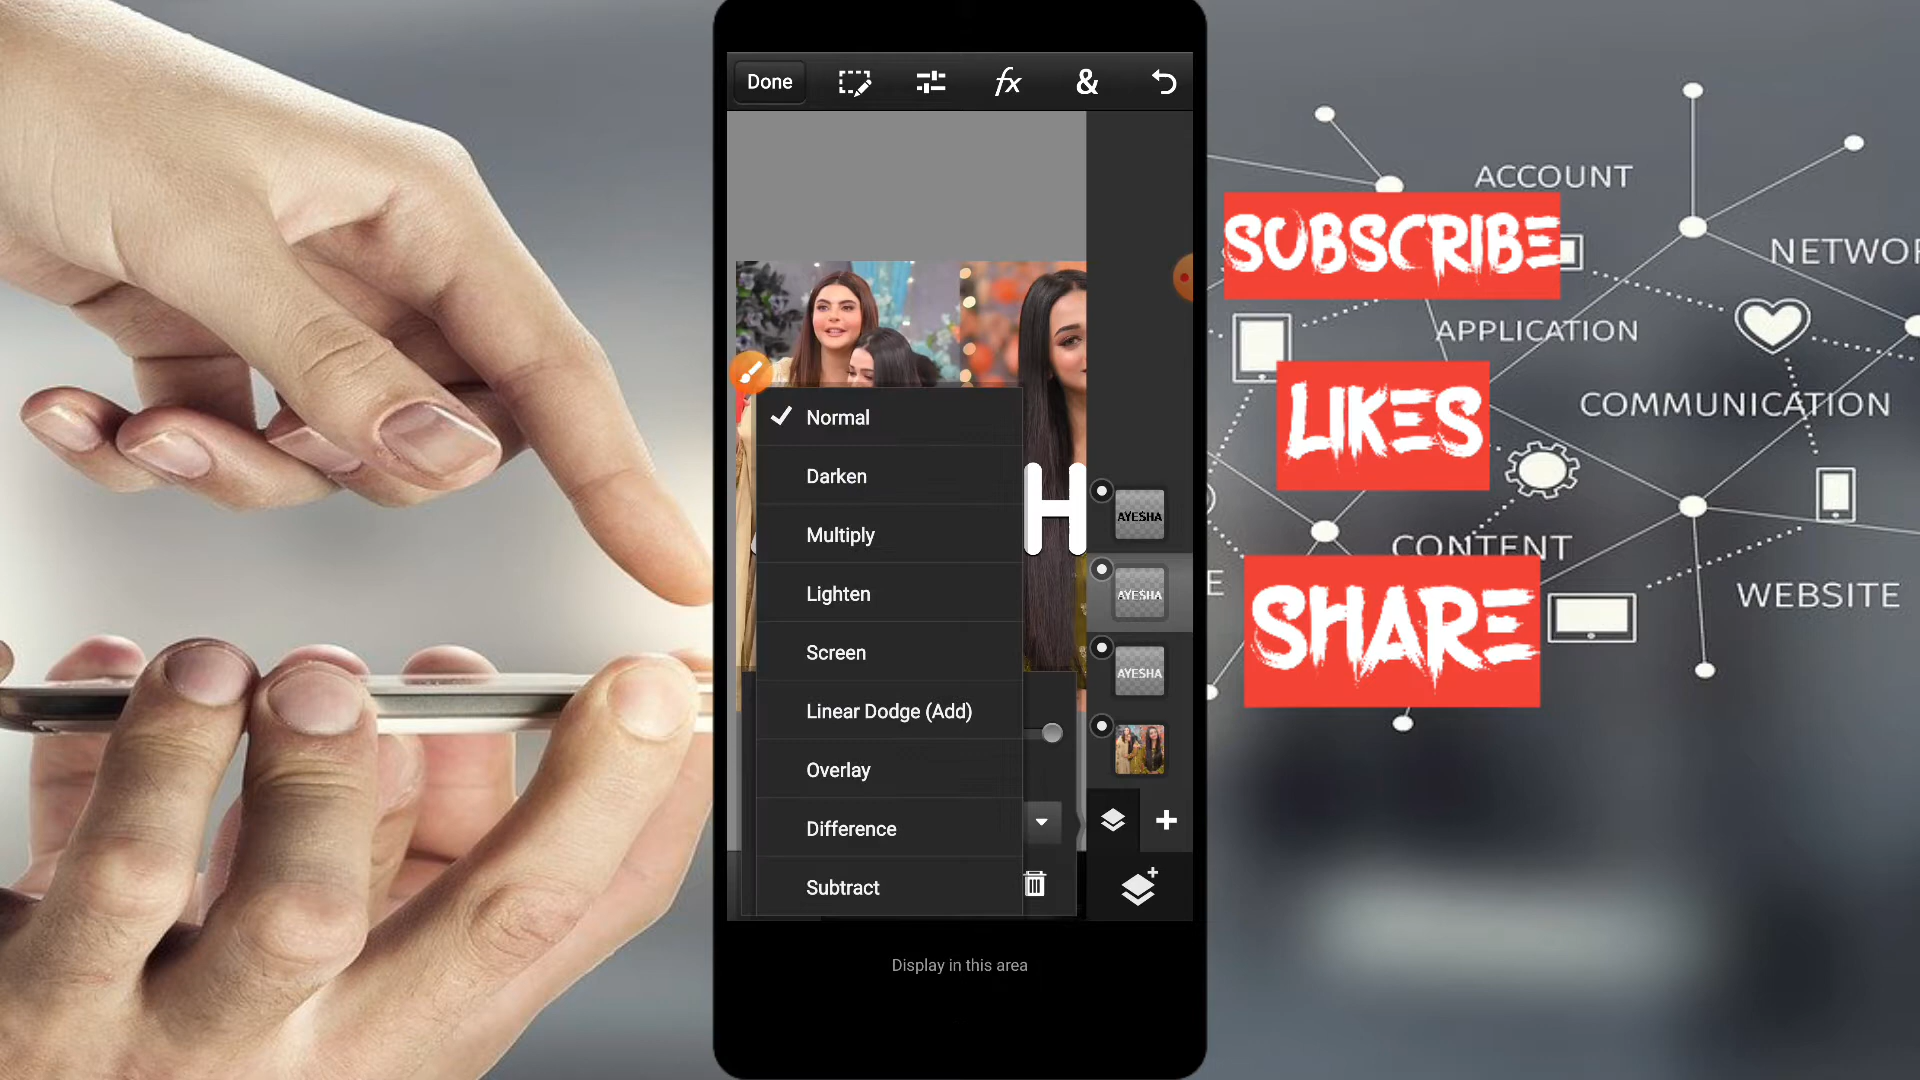 Done
fx
&
Normal
Darken
Multiply
Lighten
Screen
Linear Dodge (Add)
Overlay
Difference
Subtract
H
AYESHA
AYESHA
AYESHA
Display in this area
ACCOUNT
SUBSCRIBE
APPLICATION
LIKES
COMMUNICATION
CONTENT
SHARE
WEBSITE